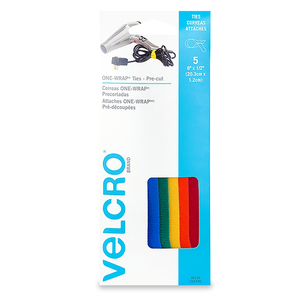 TIES
CORREAS
ATTACHES
5
8" x 1/2"
(20.3cm x
1.2cm)
ONE-WRAP® Ties - Pre-cut
Correas ONE-WRAP®
Precortadas
Attaches ONE-WRAP®
Pré-découpées
VELCRO®
BRAND